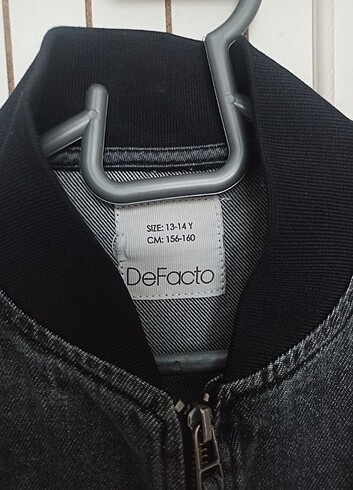 SIZE: 13-14 Y
CM: 156-160
DeFacto